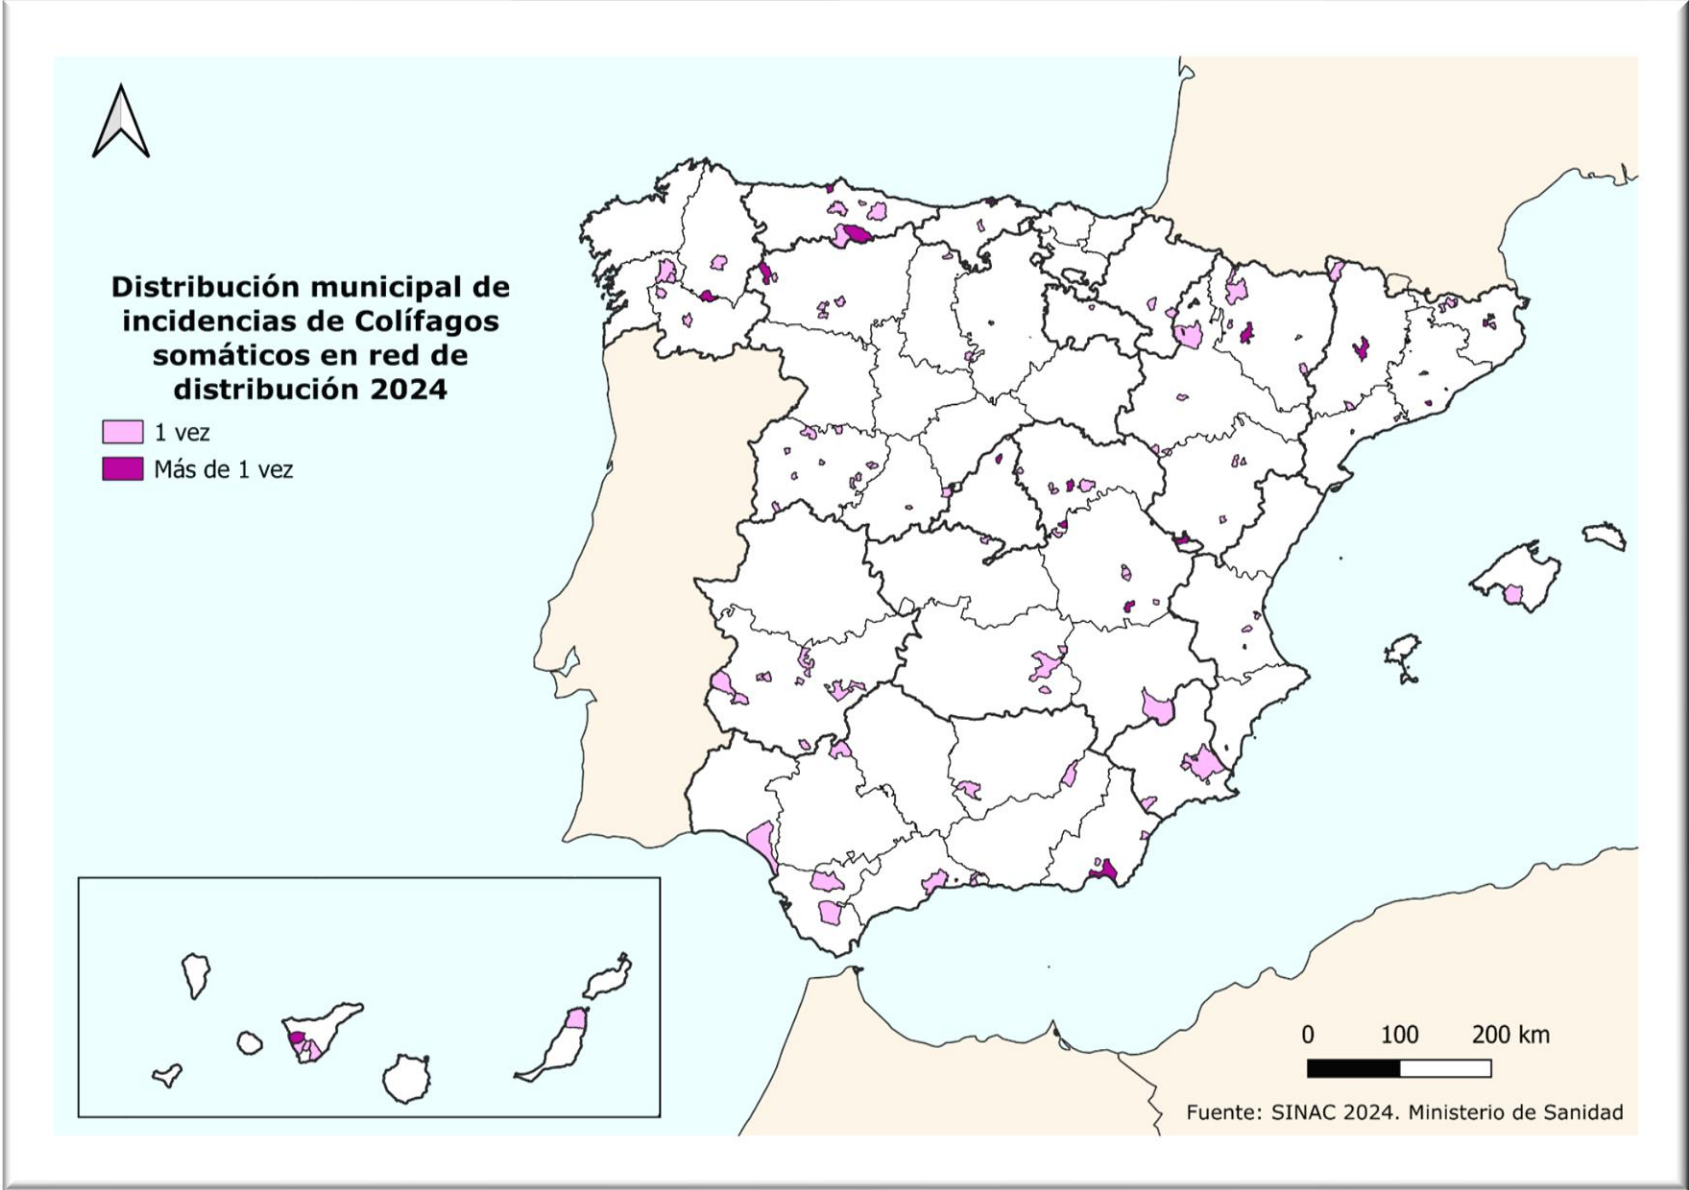 Distribución municipal de
incidencias de Colífagos
somáticos en red de
distribución 2024
1 vez
Más de 1 vez
0 100 200 km
Fuente: SINAC 2024. Ministerio de Sanidad